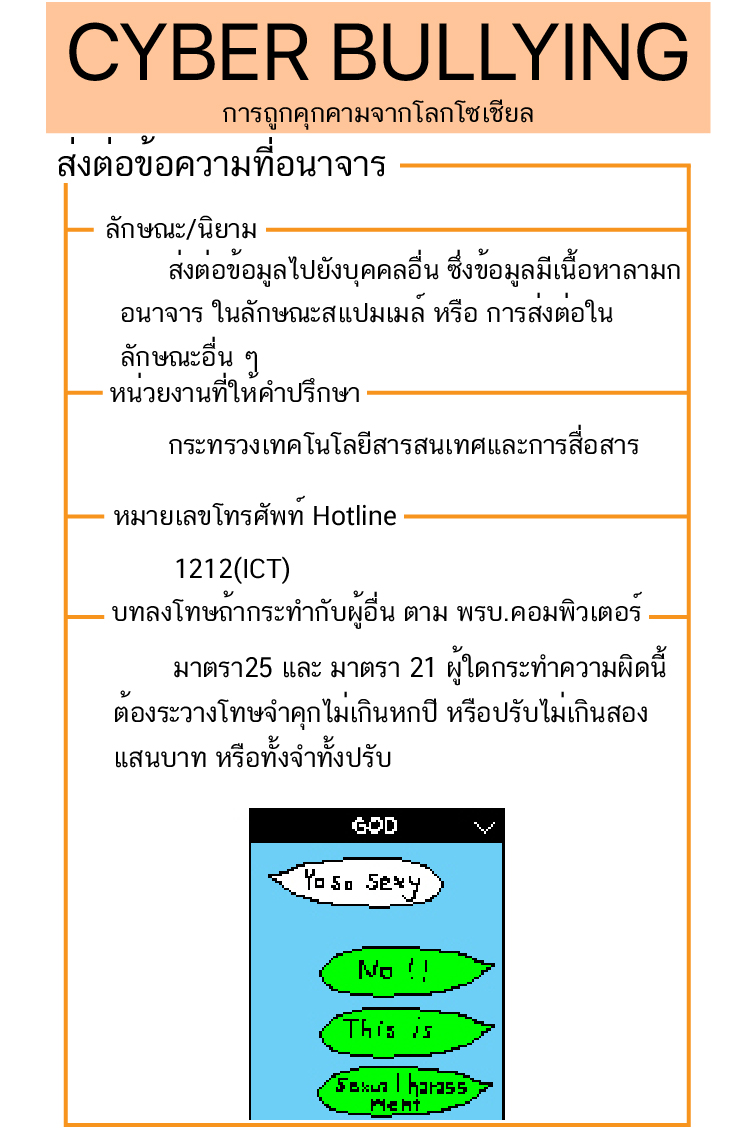 CYBER BULLYING
การถูกคุกคามจากโลกโซเชียล
ส่งต่อข้อความที่อนาจาร
ลักษณะ/นิยาม
ส่งต่อข้อมูลไปยังบุคคลอื่น ซึ่งข้อมูลมีเนื้อหาลามก
อนาจาร ในลักษณะสแปมเมล์ หรือ การส่งต่อใน
ลักษณะอื่น ๆ
หน่วยงานที่ให้คำปรึกษา
กระทรวงเทคโนโลยีสารสนเทศและการสื่อสาร
หมายเลขโทรศัพท์ Hotline
1212(ICT)
บทลงโทษถ้ากระทำกับผู้อื่น ตาม พรบ.คอมพิวเตอร์
มาตรา25 และ มาตรา 21 ผู้ใดกระทำความผิดนี้
ต้องระวางโทษจำคุกไม่เกินหกปี หรือปรับไม่เกินสอง
แสนบาท หรือทั้งจำทั้งปรับ
GOD
Yo so sexy
No !!
This is
Sexual harass
ment